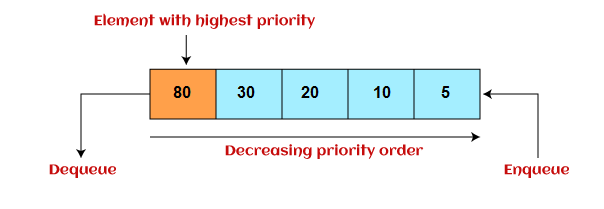 Element with highest priority
80 30 20 10 5
Decreasing priority order
Dequeue
Enqueue